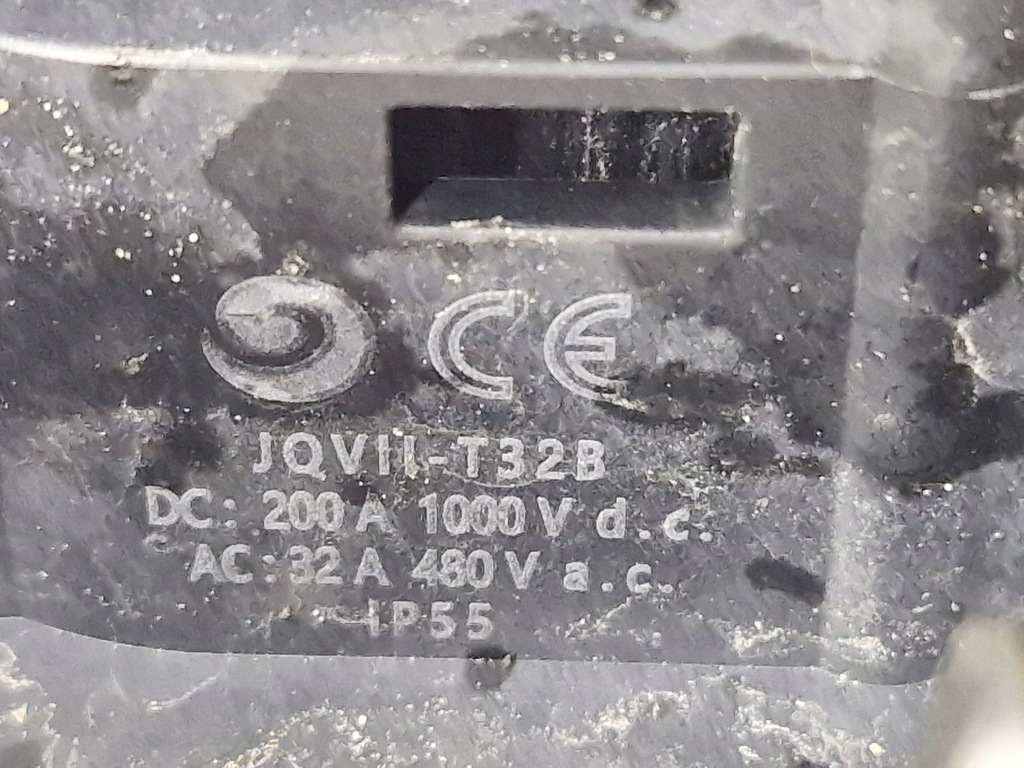 CE
JQVII-T32B
DC: 200 A 1000 V d.c.
AC: 32 A 480 V a.c.
IP55